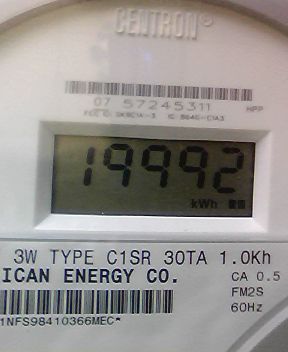 CENTRON®
07 57245311 HPP
19992
kWh
3W TYPE C1SR 30TA 1.0Kh
ICAN ENERGY CO. CA 0.5
FM2S
1NFS98410366MEC* 60Hz